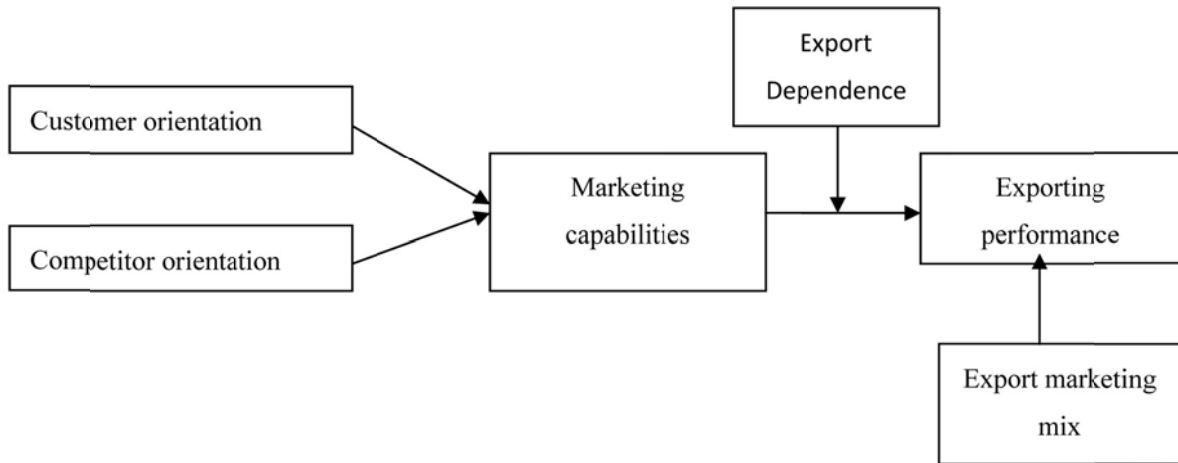 Export
Dependence
Customer orientation
Marketing
capabilities
Exporting
performance
Competitor orientation
Export marketing
mix